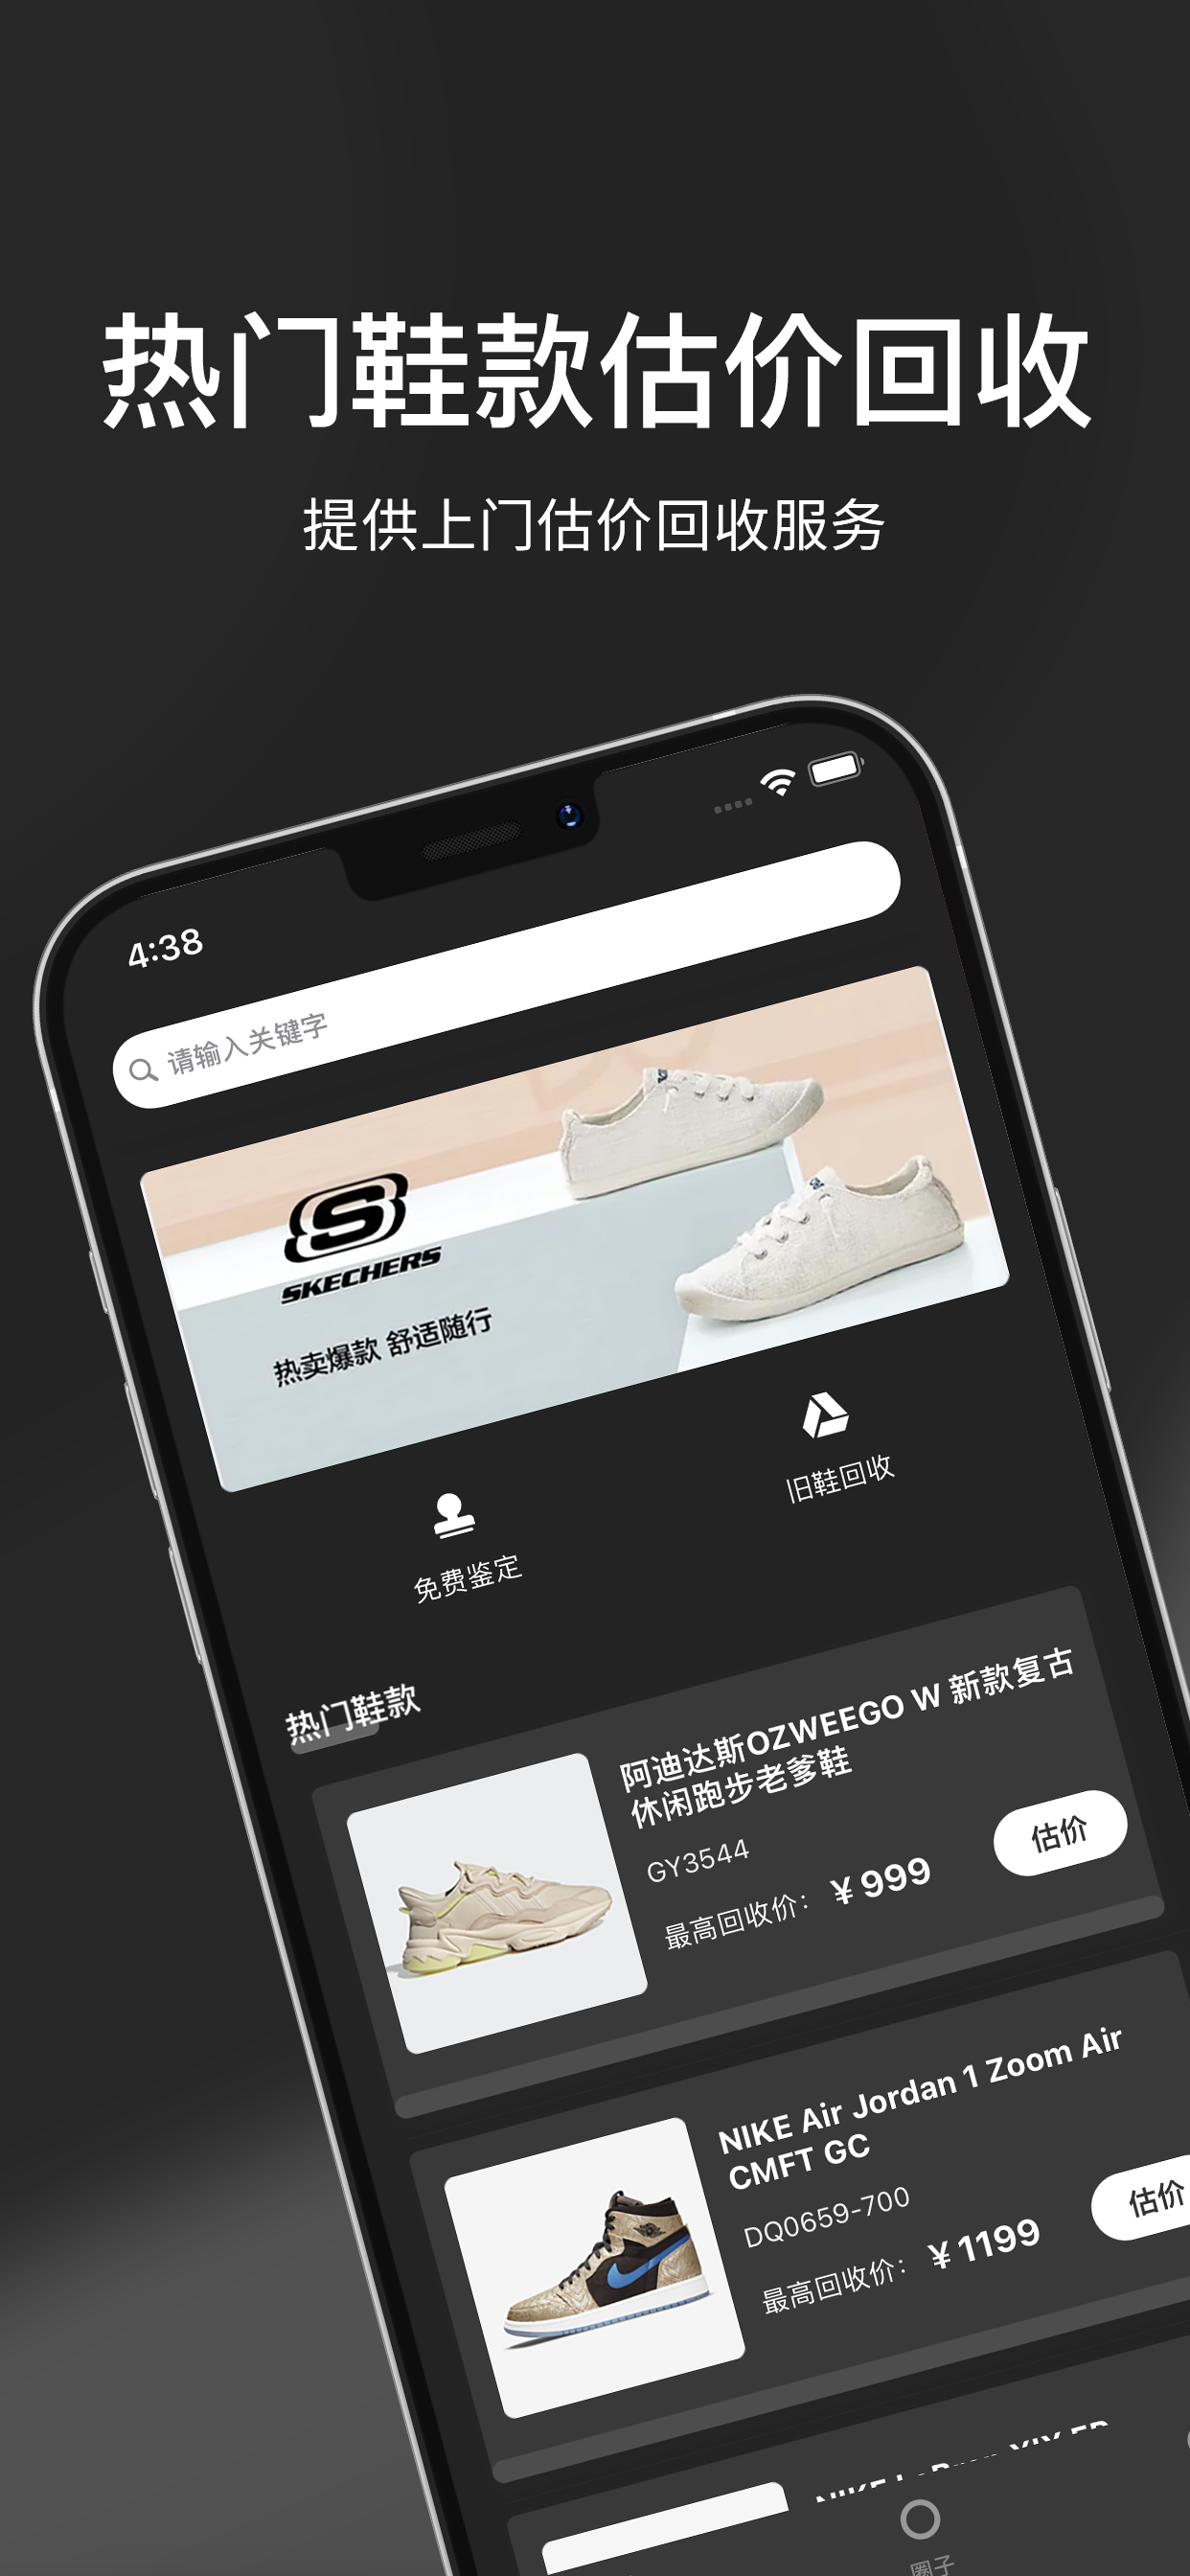 热门鞋款估价回收
提供上门估价回收服务
4:38
请输入关键字
SKECHERS
热卖爆款 舒适随行
免费鉴定
旧鞋回收
热门鞋款
阿迪达斯OZWEEGO W 新款复古
休闲跑步老爹鞋
GY3544
最高回收价：￥999
估价
NIKE Air Jordan 1 Zoom Air
CMFT GC
DQ0659-700
最高回收价：￥1199
估价
圈子